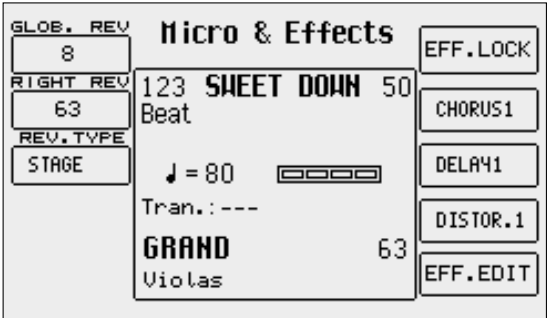 Micro & Effects
GLOB. REV
8
RIGHT REV
63
REV.TYPE
STAGE
123 SWEET DOWN 50
Beat
♩ = 80
Tran.:---
GRAND 63
Violas
EFF.LOCK
CHORUS1
DELAY1
DISTOR.1
EFF.EDIT